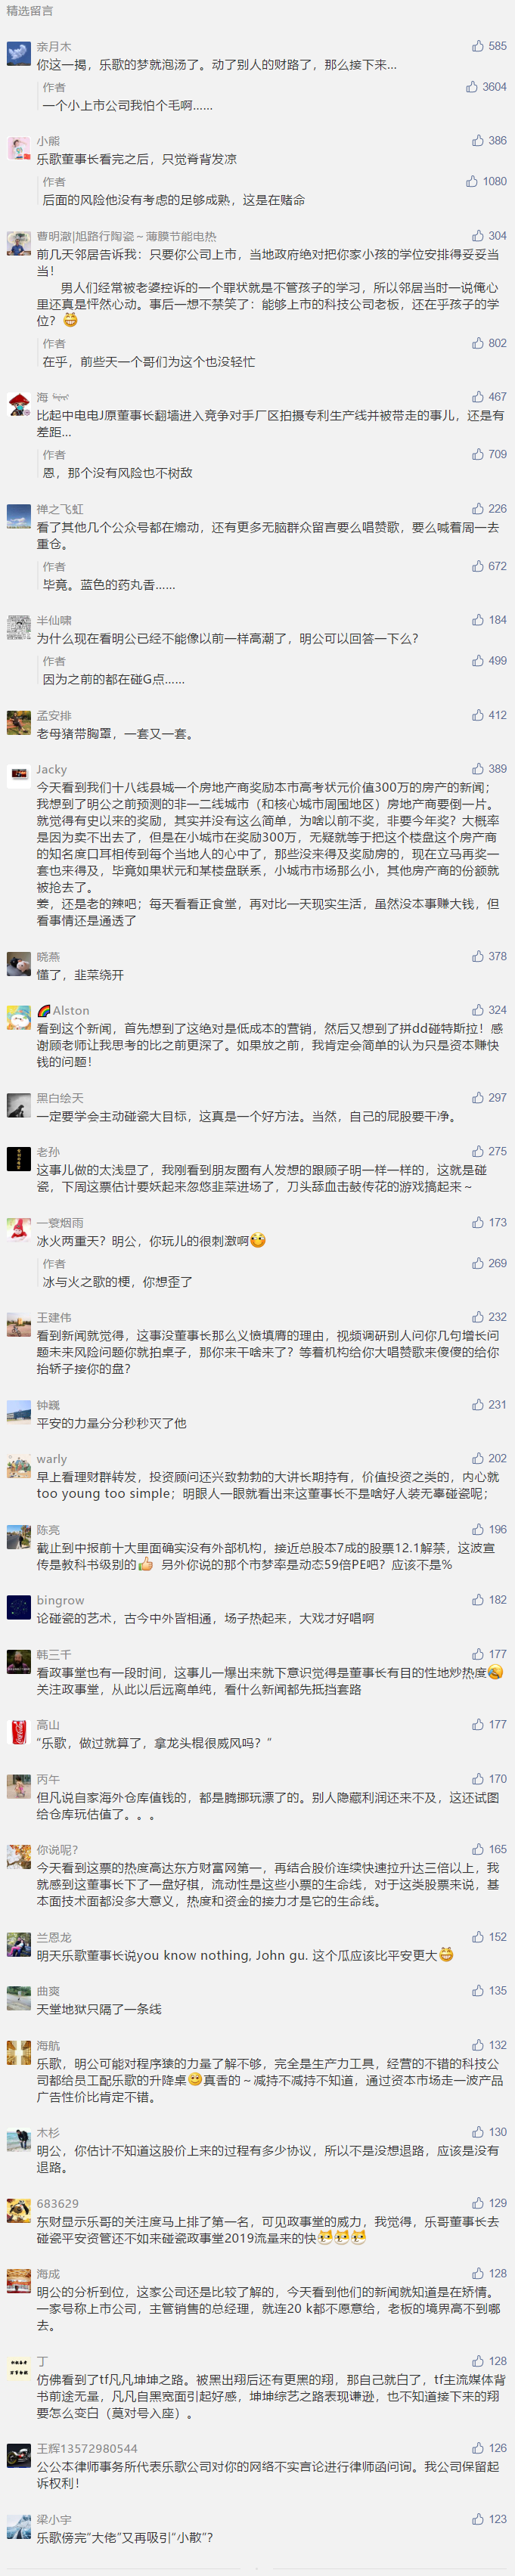 精选留言
亲月木
585
你这一揭，乐歌的梦就泡汤了。动了别人的财路了，那么接下来...
作者
3604
一个小上市公司我怕个毛啊……
小熊
386
乐歌董事长看完之后，只觉脊背发凉
作者
1080
后面的风险他没有考虑的足够成熟，这是在赌命
曹明澈|旭路行陶瓷～薄膜节能电热
304
前几天邻居告诉我：只要你公司上市，当地政府绝对把你家小孩的学位安排得妥妥当
当！
男人们经常被老婆控诉的一个罪状就是不管孩子的学习，所以邻居当时一说俺心
里还真是怦然心动。事后一想不禁笑了：能够上市的科技公司老板，还在乎孩子的学
位？😁
作者
802
在乎，前些天一个哥们为这个也没轻忙
海
467
比起中电电J原董事长翻墙进入竞争对手厂区拍摄专利生产线并被带走的事儿，还是有
差距...
作者
709
恩，那个没有风险也不树敌
禅之飞虹
226
看了其他几个公众号都在煽动，还有更多无脑群众留言要么唱赞歌，要么喊着周一去
重仓。
作者
672
毕竟。蓝色的药丸香……
半仙啸
184
为什么现在看明公已经不能像以前一样高潮了，明公可以回答一下么？
作者
499
因为之前的都在碰G点……
孟安排
412
老母猪带胸罩，一套又一套。
Jacky
389
今天看到我们十八线县城一个房地产商奖励本市高考状元价值300万的房产的新闻；
我想到了明公之前预测的非一二线城市（和核心城市周围地区）房地产商要倒一片。
就觉得有史以来的奖励，其实并没有这么简单，为啥以前不奖，非要今年奖？大概率
是因为卖不出去了，但是在小城市在奖励300万，无疑就等于把这个楼盘这个房产商
的知名度口耳相传到每个当地人的心中了，那些没来得及奖励房的，现在立马再奖一
套也来得及，毕竟如果状元和某楼盘联系，小城市市场那么小，其他房产商的份额就
被抢去了。
姜，还是老的辣吧；每天看看正食堂，再对比一天现实生活，虽然没本事赚大钱，但
看事情还是通透了
晓燕
378
懂了，韭菜绕开
🌈Alston
324
看到这个新闻，首先想到了这绝对是低成本的营销，然后又想到了拼dd碰特斯拉！感
谢顾老师让我思考的比之前更深了。如果放之前，我肯定会简单的认为只是资本赚快
钱的问题！
黑白绘天
297
一定要学会主动碰瓷大目标，这真是一个好方法。当然，自己的屁股要干净。
老孙
275
这事儿做的太浅显了，我刚看到朋友圈有人发想的跟顾子明一样一样的，这就是碰
瓷，下周这票估计要妖起来忽悠韭菜进场了，刀头舔血击鼓传花的游戏搞起来～
一蓑烟雨
173
冰火两重天？明公，你玩儿的很刺激啊
作者
269
冰与火之歌的梗，你想歪了
王建伟
232
看到新闻就觉得，这事没董事长那么义愤填膺的理由，视频调研别人问你几句增长问
题未来风险问题你就拍桌子，那你来干啥来了？等着机构给你大唱赞歌来傻傻的给你
抬轿子接你的盘？
钟巍
231
平安的力量分分秒秒灭了他
warly
202
早上看理财群转发，投资顾问还兴致勃勃的大讲长期持有，价值投资之类的，内心就
too young too simple；明眼人一眼就看出来这董事长不是啥好人装无辜碰瓷呢；
陈亮
196
截止到中报前十大里面确实没有外部机构，接近总股本7成的股票12.1解禁，这波宣
传是教科书级别的👍 另外你说的那个市梦率是动态59倍PE吧？应该不是%
bingrow
182
论碰瓷的艺术，古今中外皆相通，场子热起来，大戏才好唱啊
韩三千
177
看政事堂也有一段时间，这事儿一爆出来就下意识觉得是董事长有目的性地炒热度
关注政事堂，从此以后远离单纯，看什么新闻都先抵挡套路
高山
177
“乐歌，做过就算了，拿龙头棍很威风吗？”
丙午
170
但凡说自家海外仓库值钱的，都是腾挪玩漂了的。别人隐藏利润还来不及，这还试图
给仓库玩估值了。。。
你说呢？
165
今天看到这票的热度高达东方财富网第一，再结合股价连续快速拉升达三倍以上，我
就感到这董事长下了一盘好棋，流动性是这些小票的生命线，对于这类股票来说，基
本面技术面都没多大意义，热度和资金的接力才是它的生命线。
兰恩龙
152
明天乐歌董事长说you know nothing, John gu. 这个瓜应该比平安更大😁
曲爽
135
天堂地狱只隔了一条线
海航
132
乐歌，明公可能对程序猿的力量了解不够，完全是生产力工具，经营的不错的科技公
司都给员工配乐歌的升降桌😊真香的～减持不减持不知道，通过资本市场走一波产品
广告性价比肯定不错。
木杉
130
明公，你估计不知道这股价上来的过程有多少协议，所以不是没想退路，应该是没有
退路。
683629
129
东财显示乐哥的关注度马上排了第一名，可见政事堂的威力，我觉得，乐哥董事长去
碰瓷平安资管还不如来碰瓷政事堂2019流量来的快
海成
128
明公的分析到位，这家公司还是比较了解的，今天看到他们的新闻就知道是在矫情。
一家号称上市公司，主管销售的总经理，就连20 k都不愿意给，老板的境界高不到哪
去。
丁
128
仿佛看到了tf凡凡坤坤之路。被黑出翔后还有更黑的翔，那自己就白了，tf主流媒体背
书前途无量，凡凡自黑宽面引起好感，坤坤综艺之路表现谦逊，也不知道接下来的翔
要怎么变白（莫对号入座）。
王辉13572980544
126
公公本律师事务所代表乐歌公司对你的网络不实言论进行律师函问询。我公司保留起
诉权利！
梁小宇
123
乐歌傍完“大佬”又再吸引“小散”？